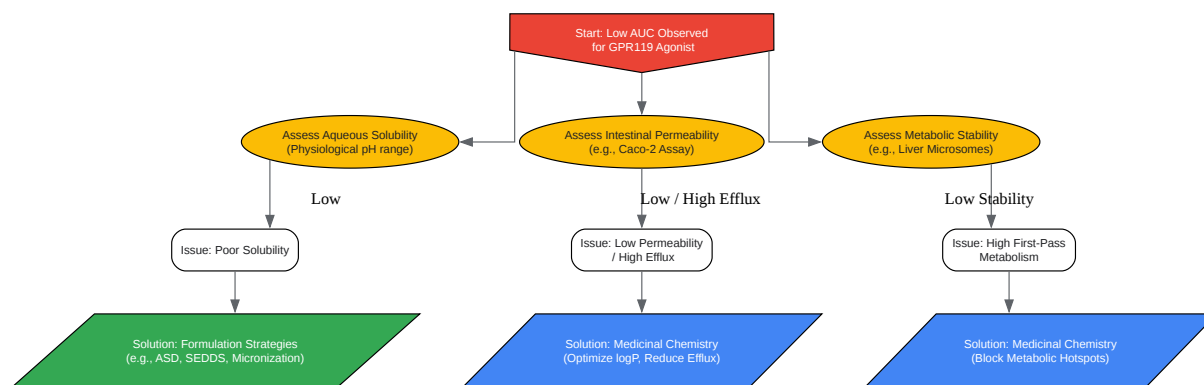 Start: Low AUC Observed
for GPR119 Agonist
Assess Aqueous Solubility
(Physiological pH range)
Assess Intestinal Permeability
(e.g., Caco-2 Assay)
Assess Metabolic Stability
(e.g., Liver Microsomes)
Low
Low / High Efflux
Low Stability
Issue: Poor Solubility
Issue: Low Permeability
/ High Efflux
Issue: High First-Pass
Metabolism
Solution: Formulation Strategies
(e.g., ASD, SEDDS, Micronization)
Solution: Medicinal Chemistry
(Optimize logP, Reduce Efflux)
Solution: Medicinal Chemistry
(Block Metabolic Hotspots)